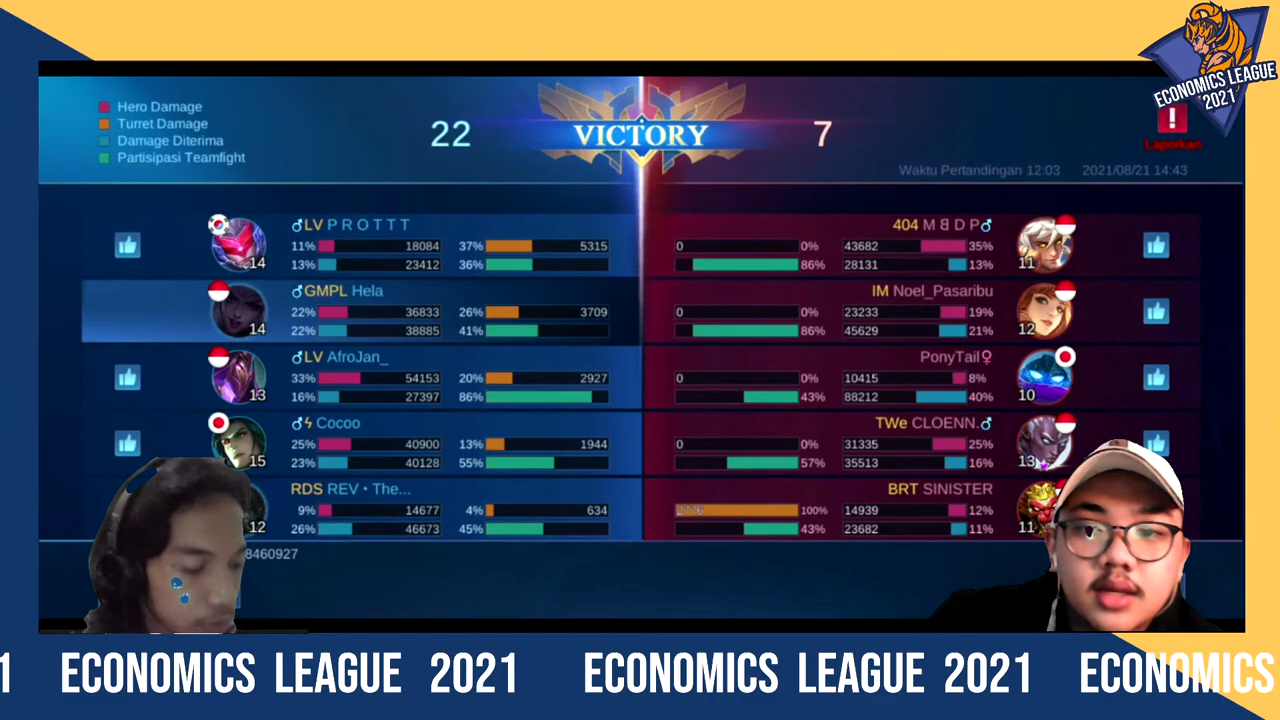 ECONOMICS LEAGUE
2021
Hero Damage
Turret Damage
Damage Diterima
Partisipasi Teamfight
22
VICTORY
7
!
Laporkan
Waktu Pertandingan 12:03 2021/08/21 14:43
♂LV P R O T T T
11% 18084 37% 5315
13% 23412 36%
14
404 M B D P♂
0 0% 43682 35%
86% 28131 13%
11
♂GMPL Hela
22% 36833 26% 3709
22% 38885 41%
14
IM Noel_Pasaribu
0 0% 23233 19%
86% 45629 21%
12
♂LV AfroJan_
33% 54153 20% 2927
16% 27397 86%
13
PonyTail♀
0 0% 10415 8%
43% 88212 40%
10
♂ϟ Cocoo
25% 40900 13% 1944
23% 40128 55%
15
TWe CLOENN.♂
0 0% 31335 25%
57% 35513 16%
13
RDS REV • The...
9% 14677 4% 634
26% 46673 45%
12
BRT SINISTER
2776 100% 14939 12%
43% 23682 11%
11
8460927
1 ECONOMICS LEAGUE 2021 ECONOMICS LEAGUE 2021 ECONOMICS